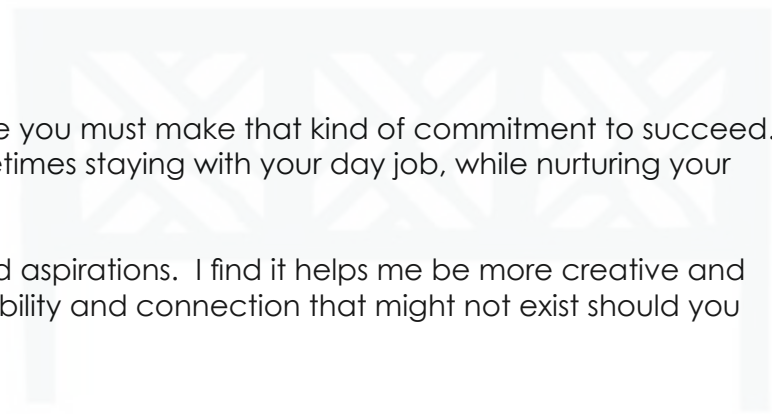 e you must make that kind of commitment to succeed.
etimes staying with your day job, while nurturing your
d aspirations.  I find it helps me be more creative and
bility and connection that might not exist should you